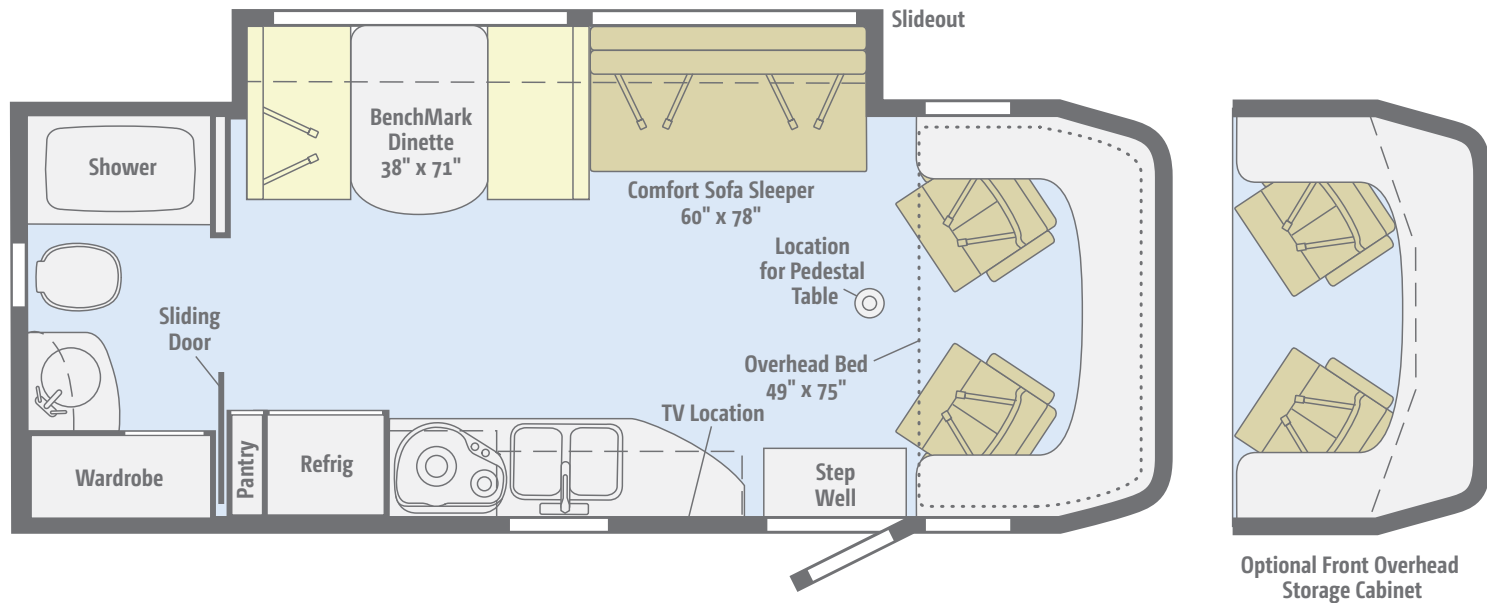 Slideout
BenchMark
Dinette
38" x 71"
Shower
Comfort Sofa Sleeper
60" x 78"
Location
for Pedestal
Table
Sliding
Door
Overhead Bed
49" x 75"
TV Location
Wardrobe
Pantry
Refrig
Step
Well
Optional Front Overhead
Storage Cabinet